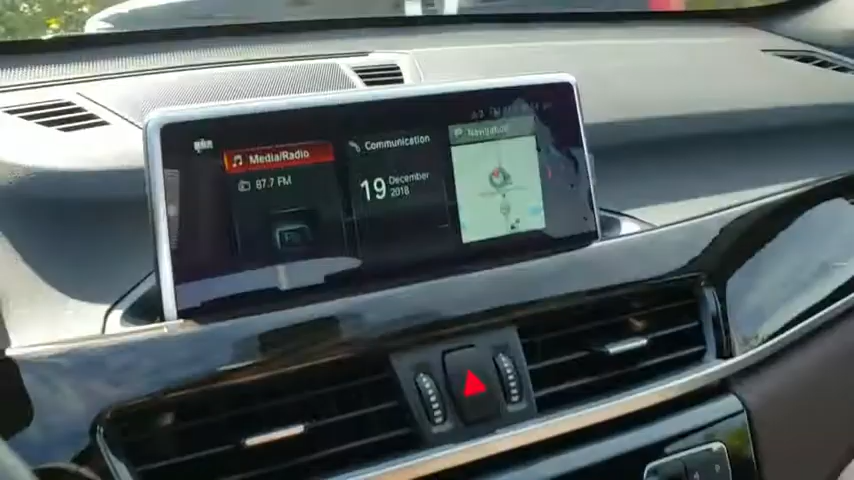 Media/Radio
87.7 FM
Communication
19 December
2018
Navigation